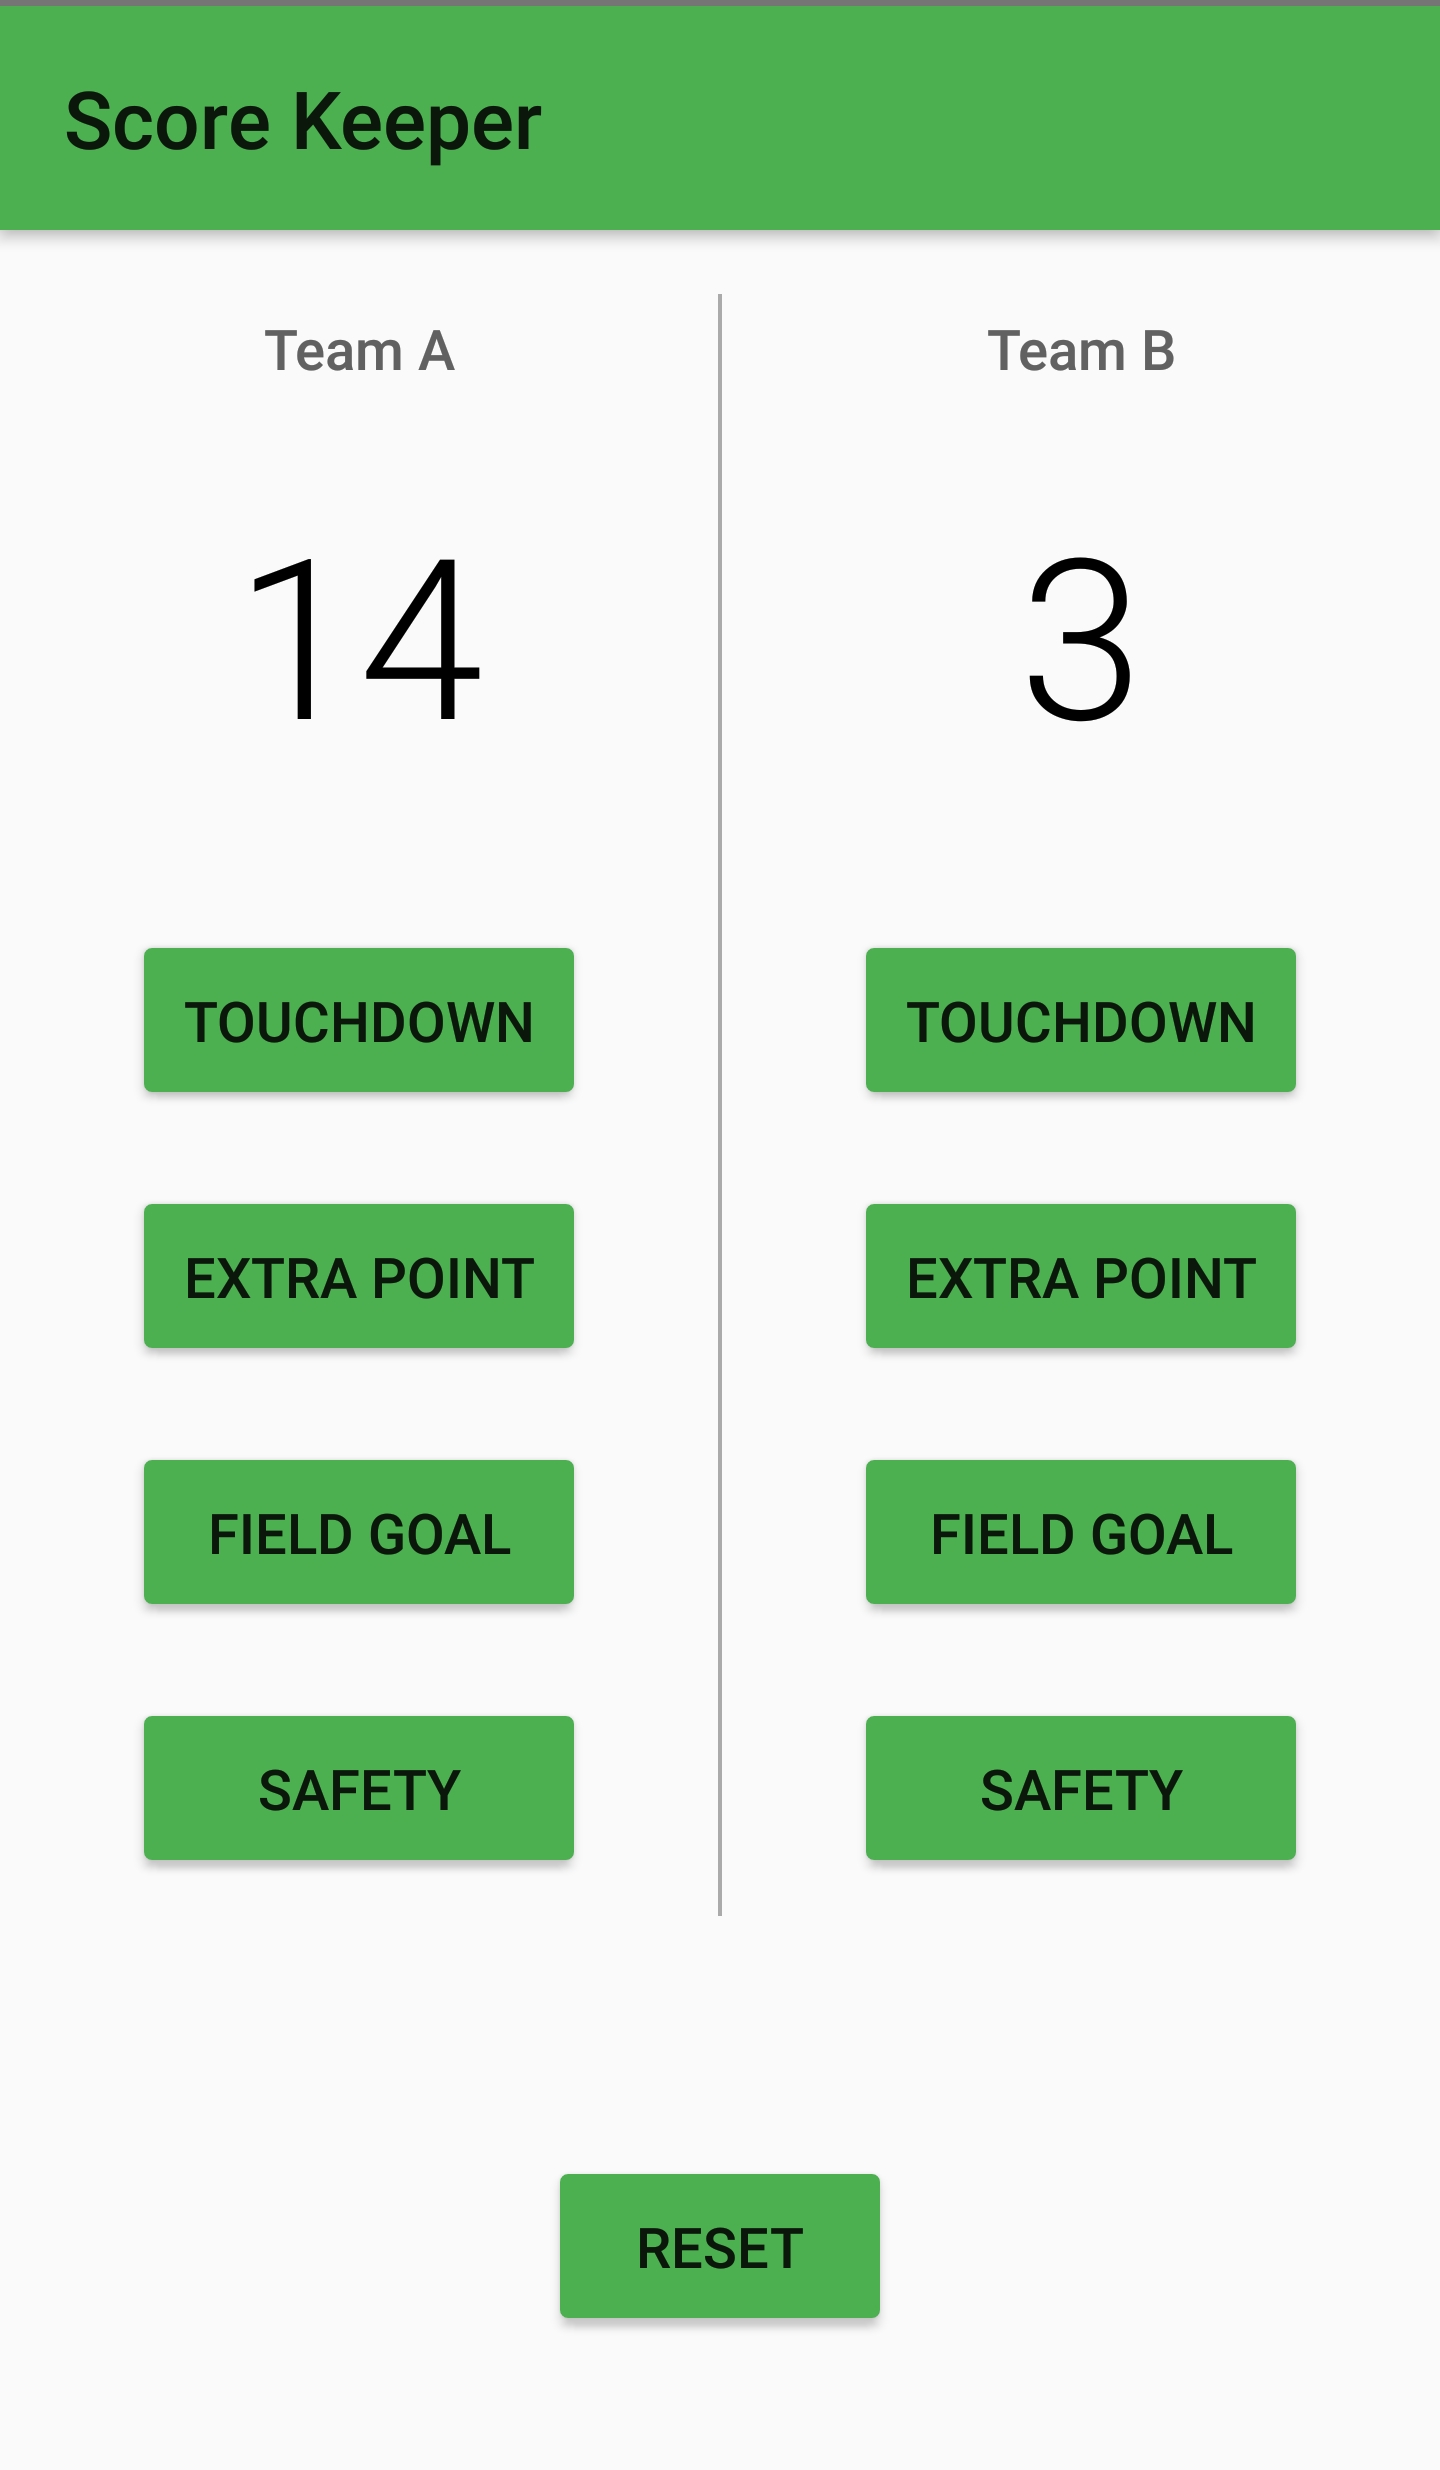 Score Keeper
Team A
14
TOUCHDOWN
EXTRA POINT
FIELD GOAL
SAFETY
Team B
3
TOUCHDOWN
EXTRA POINT
FIELD GOAL
SAFETY
RESET